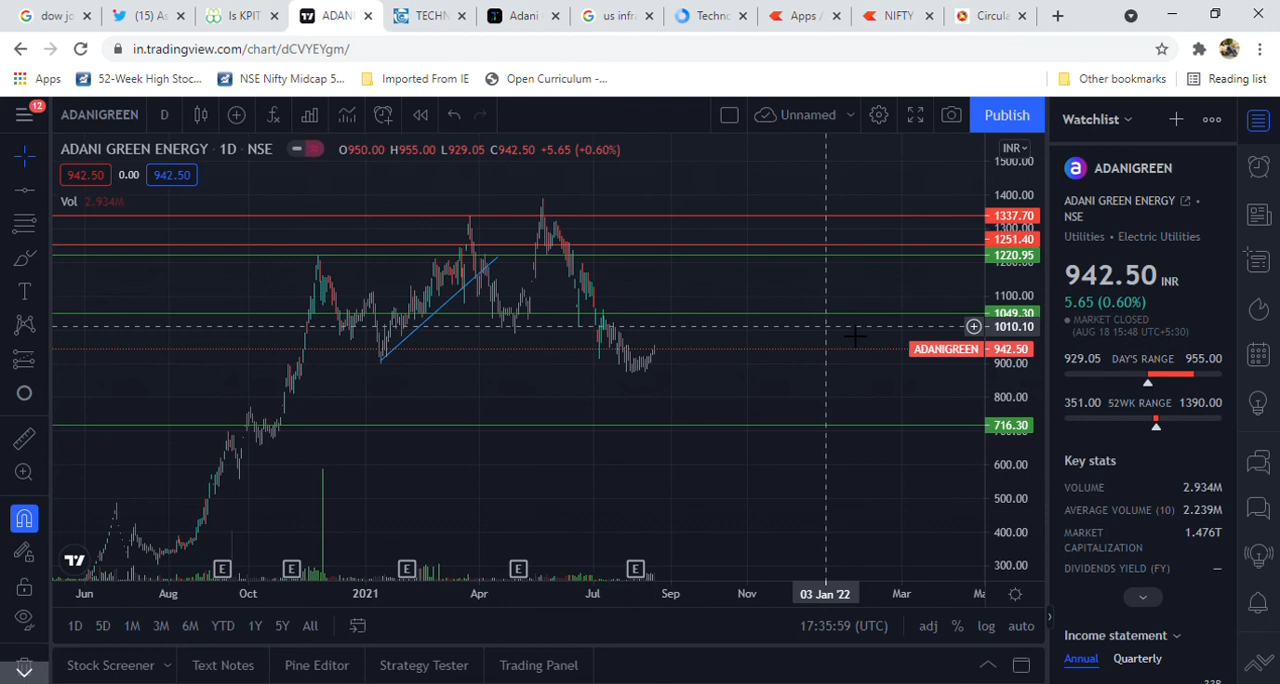 dow jo
(15) As
Is KPIT
ADANI
TECHN
Adani
us infra
Techno
Apps /
NIFTY
Circula
in.tradingview.com/chart/dCVYEYgm/
Apps
52-Week High Stoc...
NSE Nifty Midcap 5...
Imported From IE
Open Curriculum -...
Other bookmarks
Reading list
12
ADANIGREEN
D
Unnamed
Publish
Watchlist
ADANI GREEN ENERGY · 1D · NSE
O950.00 H955.00 L929.05 C942.50 +5.65 (+0.60%)
INR
942.50
0.00
942.50
Vol 2.934M
1500.00
1400.00
1337.70
1300.00
1251.40
1220.95
1200.00
1100.00
1049.30
1010.10
ADANIGREEN 942.50
900.00
800.00
716.30
700.00
600.00
500.00
400.00
300.00
E
E
E
E
E
Jun
Aug
Oct
2021
Apr
Jul
Sep
Nov
03 Jan '22
Mar
Ma
1D
5D
1M
3M
6M
YTD
1Y
5Y
All
17:35:59 (UTC)
adj
%
log
auto
Stock Screener
Text Notes
Pine Editor
Strategy Tester
Trading Panel
ADANIGREEN
ADANI GREEN ENERGY •
NSE
Utilities • Electric Utilities
942.50 INR
5.65 (0.60%)
MARKET CLOSED
(AUG 18 15:48 UTC+5:30)
929.05 DAY'S RANGE 955.00
351.00 52WK RANGE 1390.00
Key stats
VOLUME 2.934M
AVERAGE VOLUME (10) 2.239M
MARKET CAPITALIZATION 1.476T
DIVIDENDS YIELD (FY) —
Income statement
Annual
Quarterly